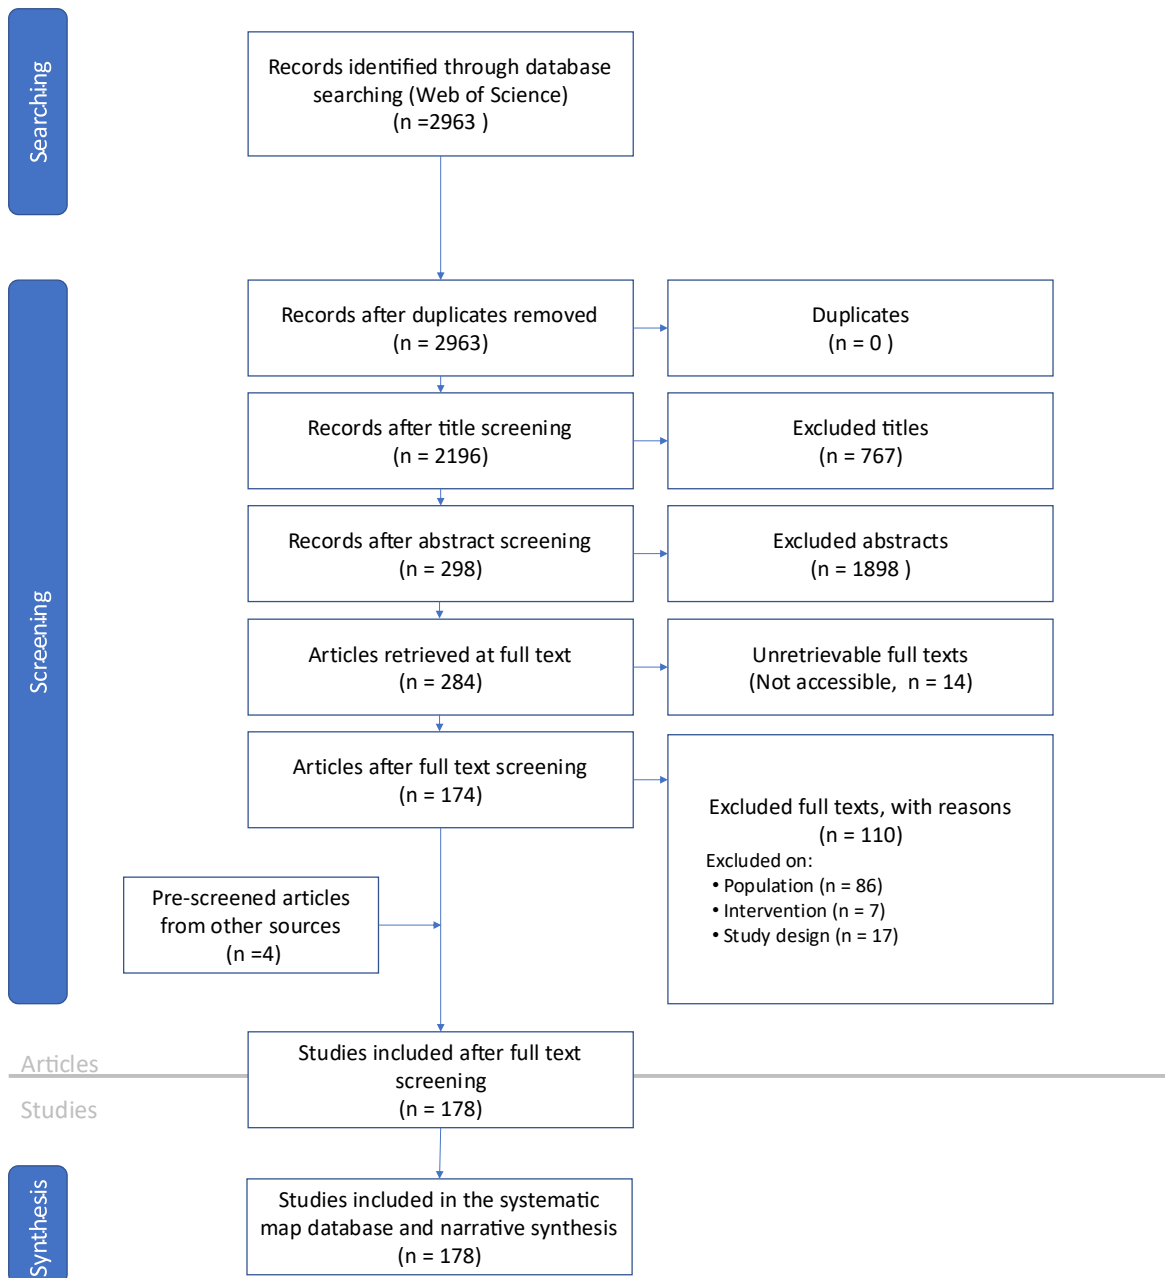 Searching
Records identified through database
searching (Web of Science)
(n =2963 )
Screening
Records after duplicates removed
(n = 2963)
Duplicates
(n = 0 )
Records after title screening
(n = 2196)
Excluded titles
(n = 767)
Records after abstract screening
(n = 298)
Excluded abstracts
(n = 1898 )
Articles retrieved at full text
(n = 284)
Unretrievable full texts
(Not accessible,  n = 14)
Articles after full text screening
(n = 174)
Excluded full texts, with reasons
(n = 110)
Excluded on:
• Population (n = 86)
• Intervention (n = 7)
• Study design (n = 17)
Pre-screened articles
from other sources
(n =4)
Articles
Studies
Studies included after full text
screening
(n = 178)
Synthesis
Studies included in the systematic
map database and narrative synthesis
(n = 178)